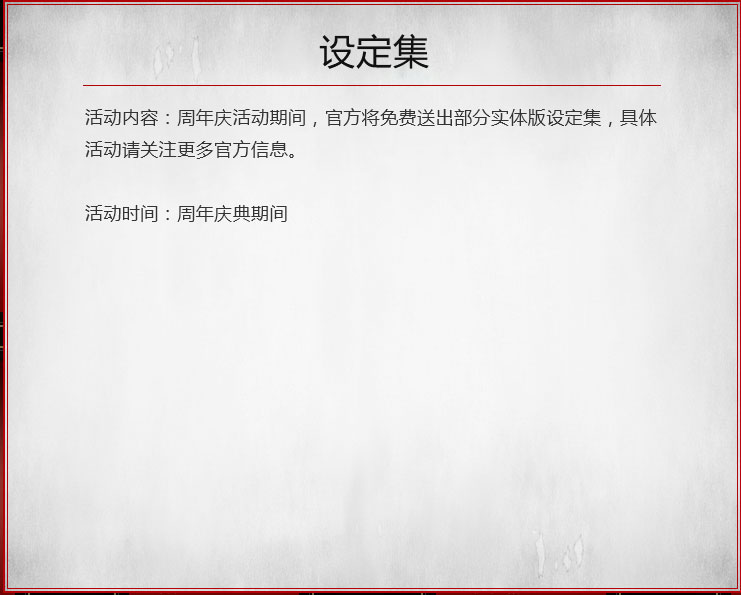 设定集
活动内容：周年庆活动期间，官方将免费送出部分实体版设定集，具体
活动请关注更多官方信息。
活动时间：周年庆典期间